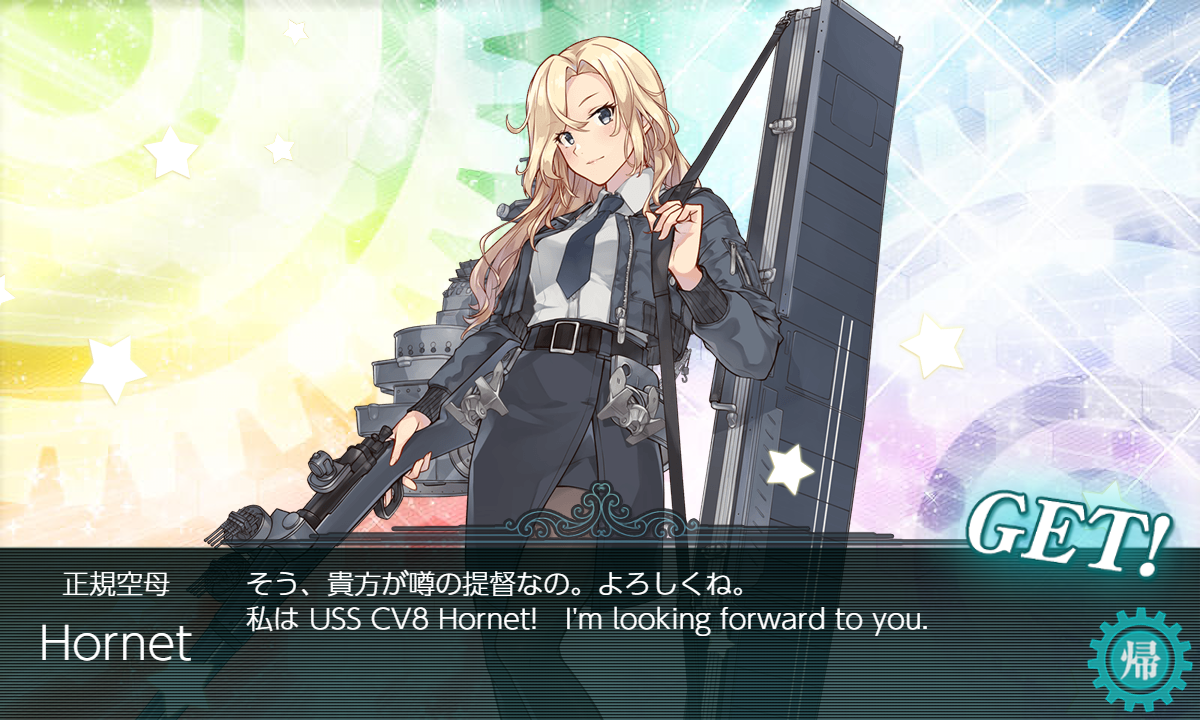 GET!
正規空母
Hornet
そう、貴方が噂の提督なの。よろしくね。
私は USS CV8 Hornet!　I'm looking forward to you.
帰